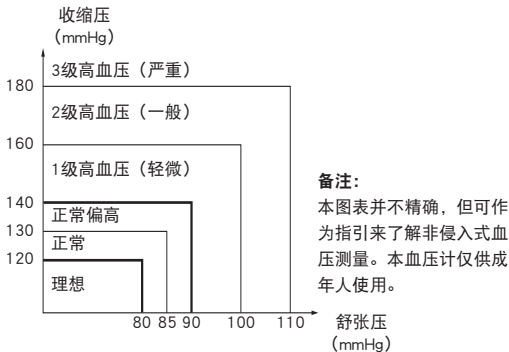 收缩压
（mmHg）
3级高血压（严重）
180
2级高血压（一般）
160
1级高血压（轻微）
140
正常偏高
130
正常
120
理想
80 85 90 100 110
舒张压
（mmHg）
备注：
本图表并不精确，但可作
为指引来了解非侵入式血
压测量。本血压计仅供成
年人使用。